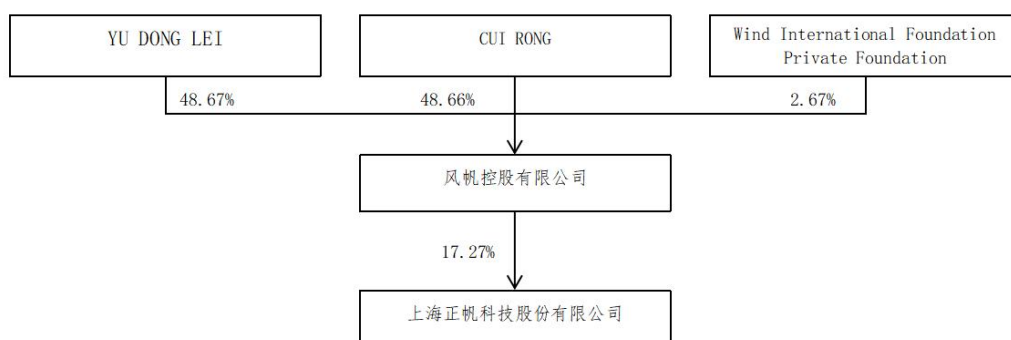 YU DONG LEI
CUI RONG
Wind International Foundation
Private Foundation
48.67%
48.66%
2.67%
风帆控股有限公司
17.27%
上海正帆科技股份有限公司